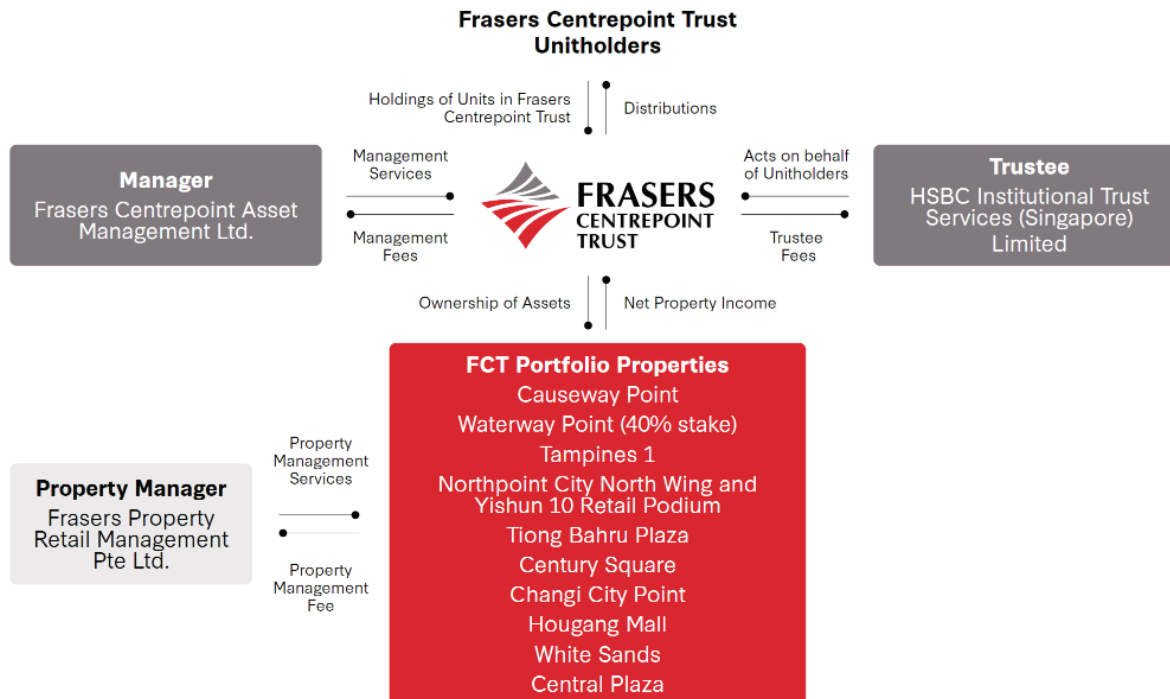 Frasers Centrepoint Trust
Unitholders
Holdings of Units in Frasers
Centrepoint Trust
Distributions
Manager
Frasers Centrepoint Asset
Management Ltd.
Management
Services
Management
Fees
FRASERS
CENTREPOINT
TRUST
Acts on behalf
of Unitholders
Trustee
Fees
Trustee
HSBC Institutional Trust
Services (Singapore)
Limited
Ownership of Assets
Net Property Income
Property Manager
Frasers Property
Retail Management
Pte Ltd.
Property
Management
Services
Property
Management
Fee
FCT Portfolio Properties
Causeway Point
Waterway Point (40% stake)
Tampines 1
Northpoint City North Wing and
Yishun 10 Retail Podium
Tiong Bahru Plaza
Century Square
Changi City Point
Hougang Mall
White Sands
Central Plaza